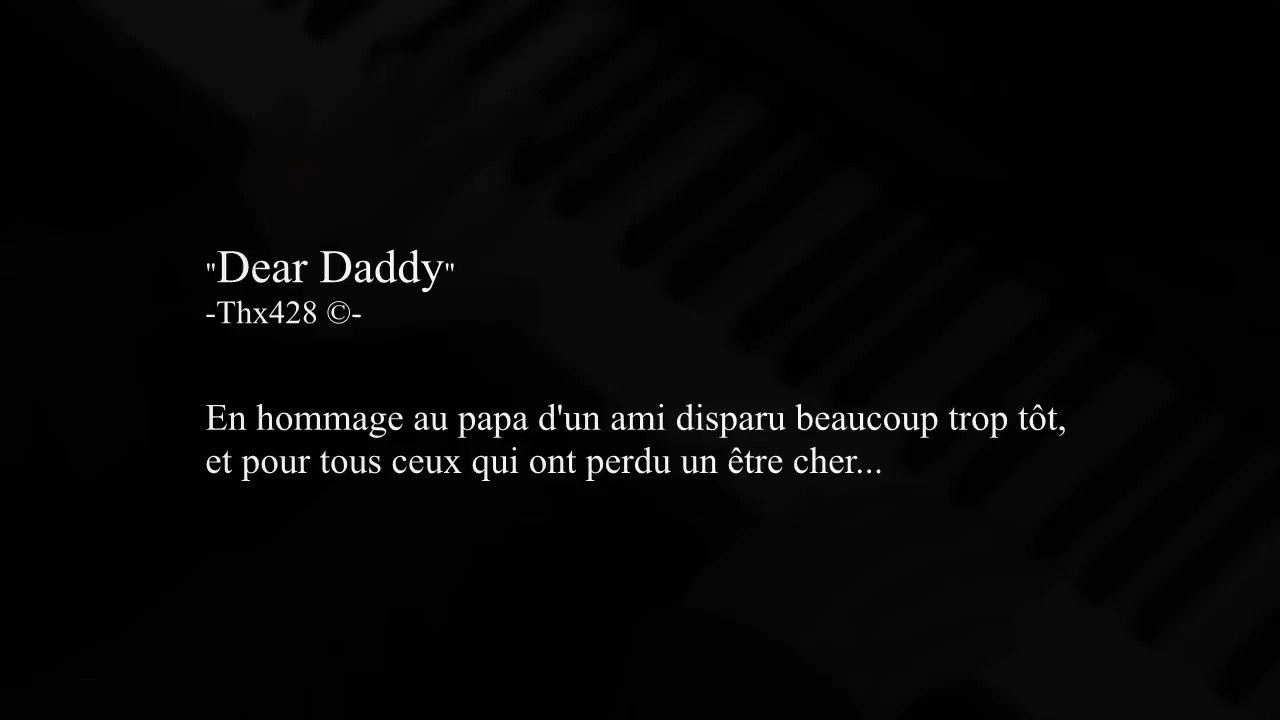 "Dear Daddy"
-Thx428 ©-
En hommage au papa d'un ami disparu beaucoup trop tôt,
et pour tous ceux qui ont perdu un être cher...